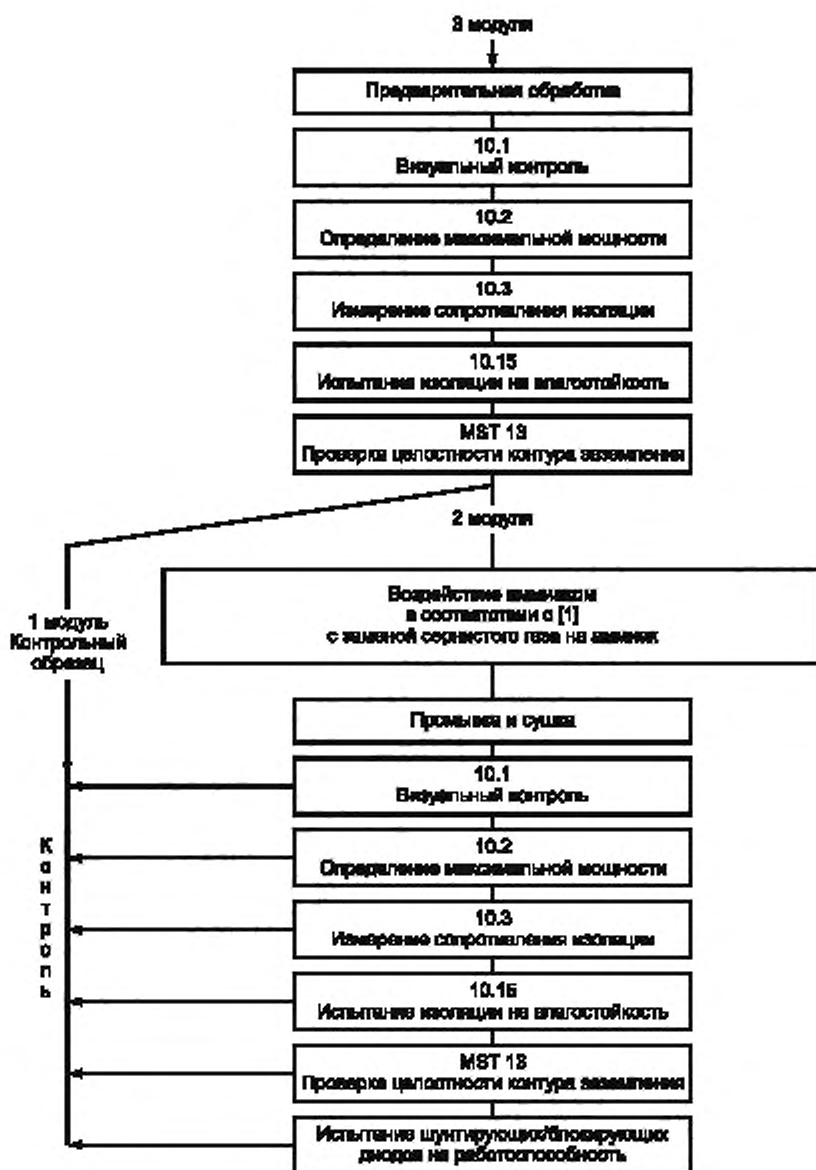 3 модуля
Предварительная обработка
10.1
Визуальный контроль
10.2
Определение максимальной мощности
10.3
Измерение сопротивления изоляции
10.15
Испытание изоляции на влагостойкость
MST 13
Проверка целостности контура заземления
2 модуля
Воздействие аммиаком
в соответствии с [1]
с заменой сернистого газа на аммиак
1 модуль
Контрольный
образец
Промывка и сушка
10.1
Визуальный контроль
10.2
Определение максимальной мощности
10.3
Измерение сопротивления изоляции
10.15
Испытание изоляции на влагостойкость
MST 13
Проверка целостности контура заземления
Испытание шунтирующих/блокирующих
диодов на работоспособность
Контроль